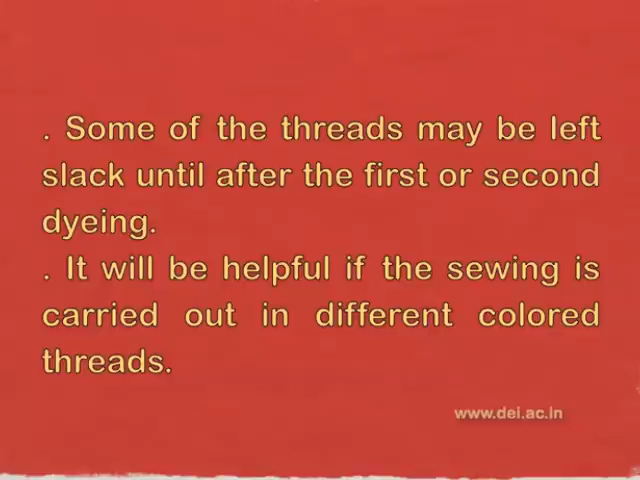 . Some of the threads may be left
slack until after the first or second
dyeing.
. It will be helpful if the sewing is
carried out in different colored
threads.
www.dei.ac.in